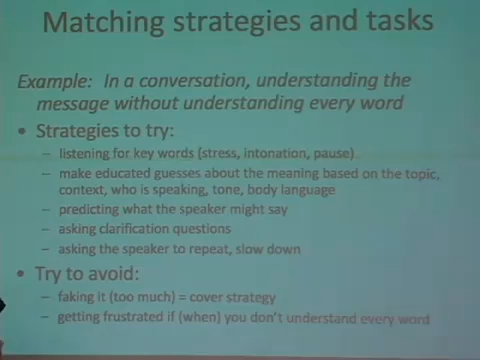 Matching strategies and tasks
Example: In a conversation, understanding the
message without understanding every word
• Strategies to try:
– listening for key words (stress, intonation, pause)
– make educated guesses about the meaning based on the topic,
context, who is speaking, tone, body language
– predicting what the speaker might say
– asking clarification questions
– asking the speaker to repeat, slow down
• Try to avoid:
– faking it (too much) = cover strategy
– getting frustrated if (when) you don't understand every word